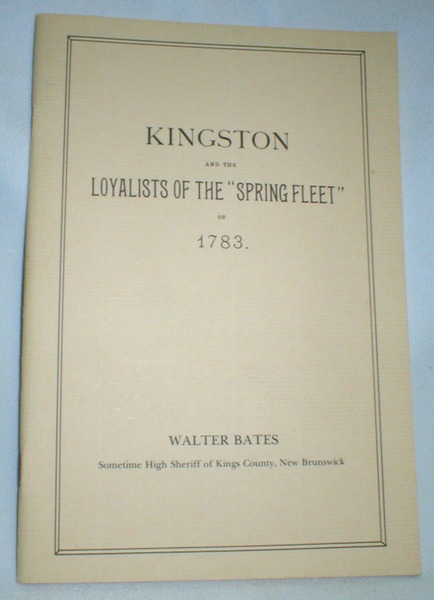 KINGSTON
AND THE
LOYALISTS OF THE “SPRING FLEET”
OF
1783.
WALTER BATES
Sometime High Sheriff of Kings County, New Brunswick